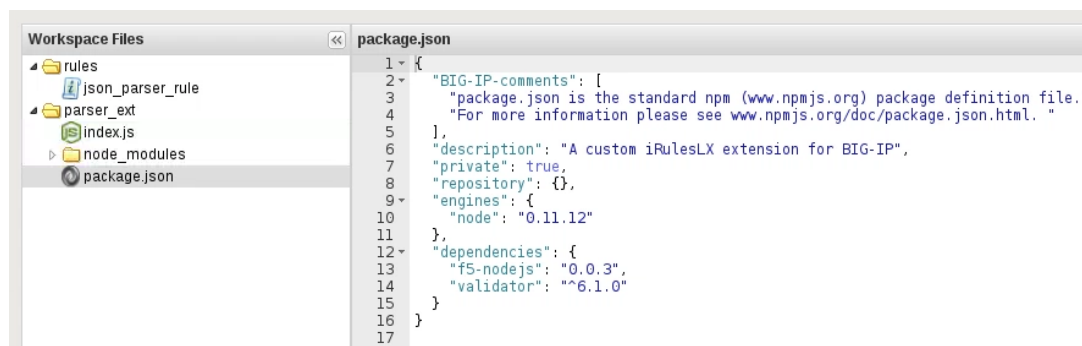 Workspace Files
rules
json_parser_rule
parser_ext
index.js
node_modules
package.json
package.json
1 {
2 "BIG-IP-comments": [
3 "package.json is the standard npm (www.npmjs.org) package definition file.
4 "For more information please see www.npmjs.org/doc/package.json.html. "
5 ],
6 "description": "A custom iRulesLX extension for BIG-IP",
7 "private": true,
8 "repository": {},
9 "engines": {
10 "node": "0.11.12"
11 },
12 "dependencies": {
13 "f5-nodejs": "0.0.3",
14 "validator": "^6.1.0"
15 }
16 }
17